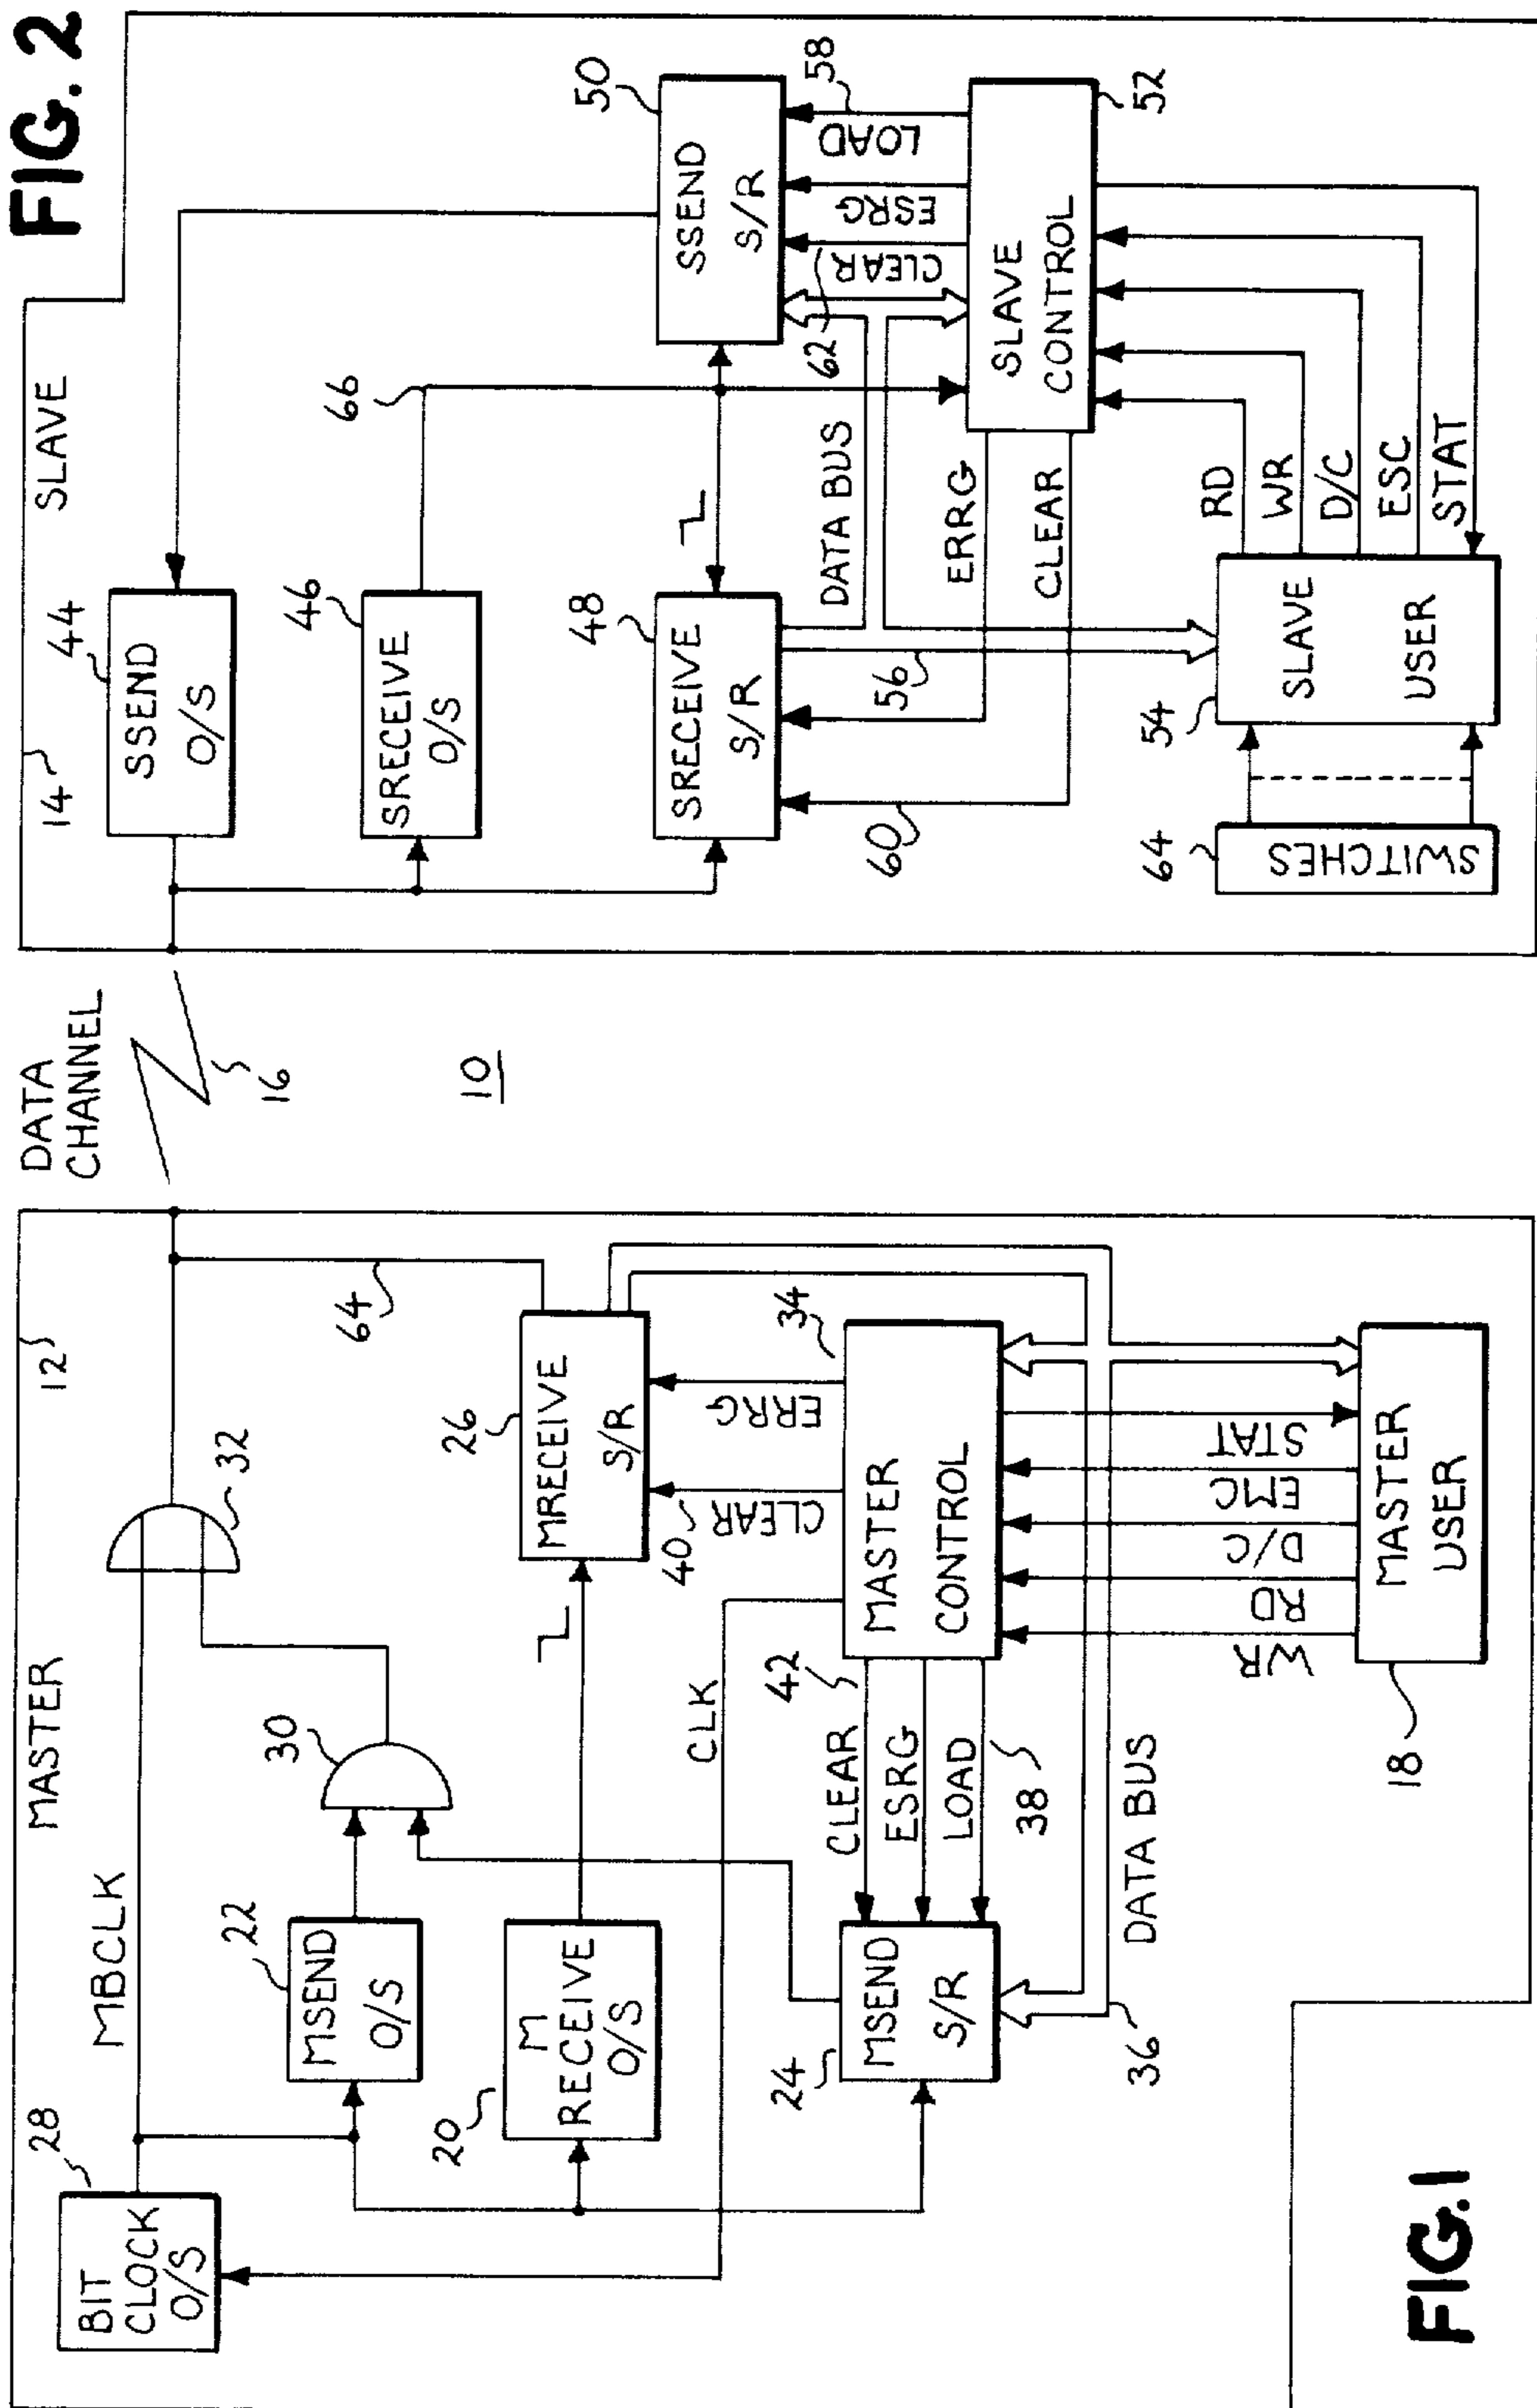 FIG. 1
MASTER
12
28
BIT
CLOCK
O/S
MBCLK
22
MSEND
O/S
30
32
64
20
M
RECEIVE
O/S
26
MRECEIVE
S/R
CLK
40
CLEAR
ERRG
34
24
MSEND
S/R
CLEAR
42
ESRG
LOAD
38
MASTER
CONTROL
36
DATA BUS
WR
RD
D/C
EMC
STAT
18
MASTER
USER
DATA
CHANNEL
16
10
FIG. 2
14
SLAVE
44
SSEND
O/S
46
SRECEIVE
O/S
66
48
SRECEIVE
S/R
50
SSEND
S/R
DATA BUS
62
CLEAR
ESRG
LOAD
58
ERRG
CLEAR
60
56
SLAVE
CONTROL
52
64
SWITCHES
54
SLAVE
USER
RD
WR
D/C
ESC
STAT